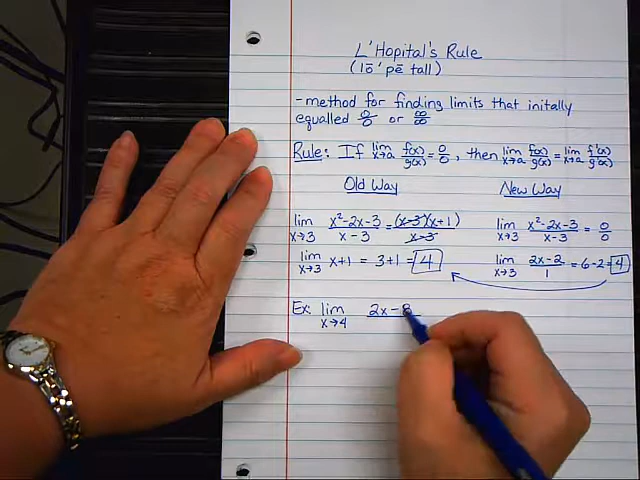 L'Hopital's Rule
(lō' pē tall)
-method for finding limits that initally
equalled 0/0 or ∞/∞
Rule: If lim x→a f(x)/g(x) = 0/0, then lim x→a f(x)/g(x) = lim x→a f'(x)/g'(x)
Old Way New Way
lim x→3 x²-2x-3/x-3 = (x-3)(x+1)/x-3 lim x→3 x²-2x-3/x-3 = 0/0
lim x→3 x+1 = 3+1 = 4 lim x→3 2x-2/1 = 6-2 = 4
Ex: lim x→4 2x-8